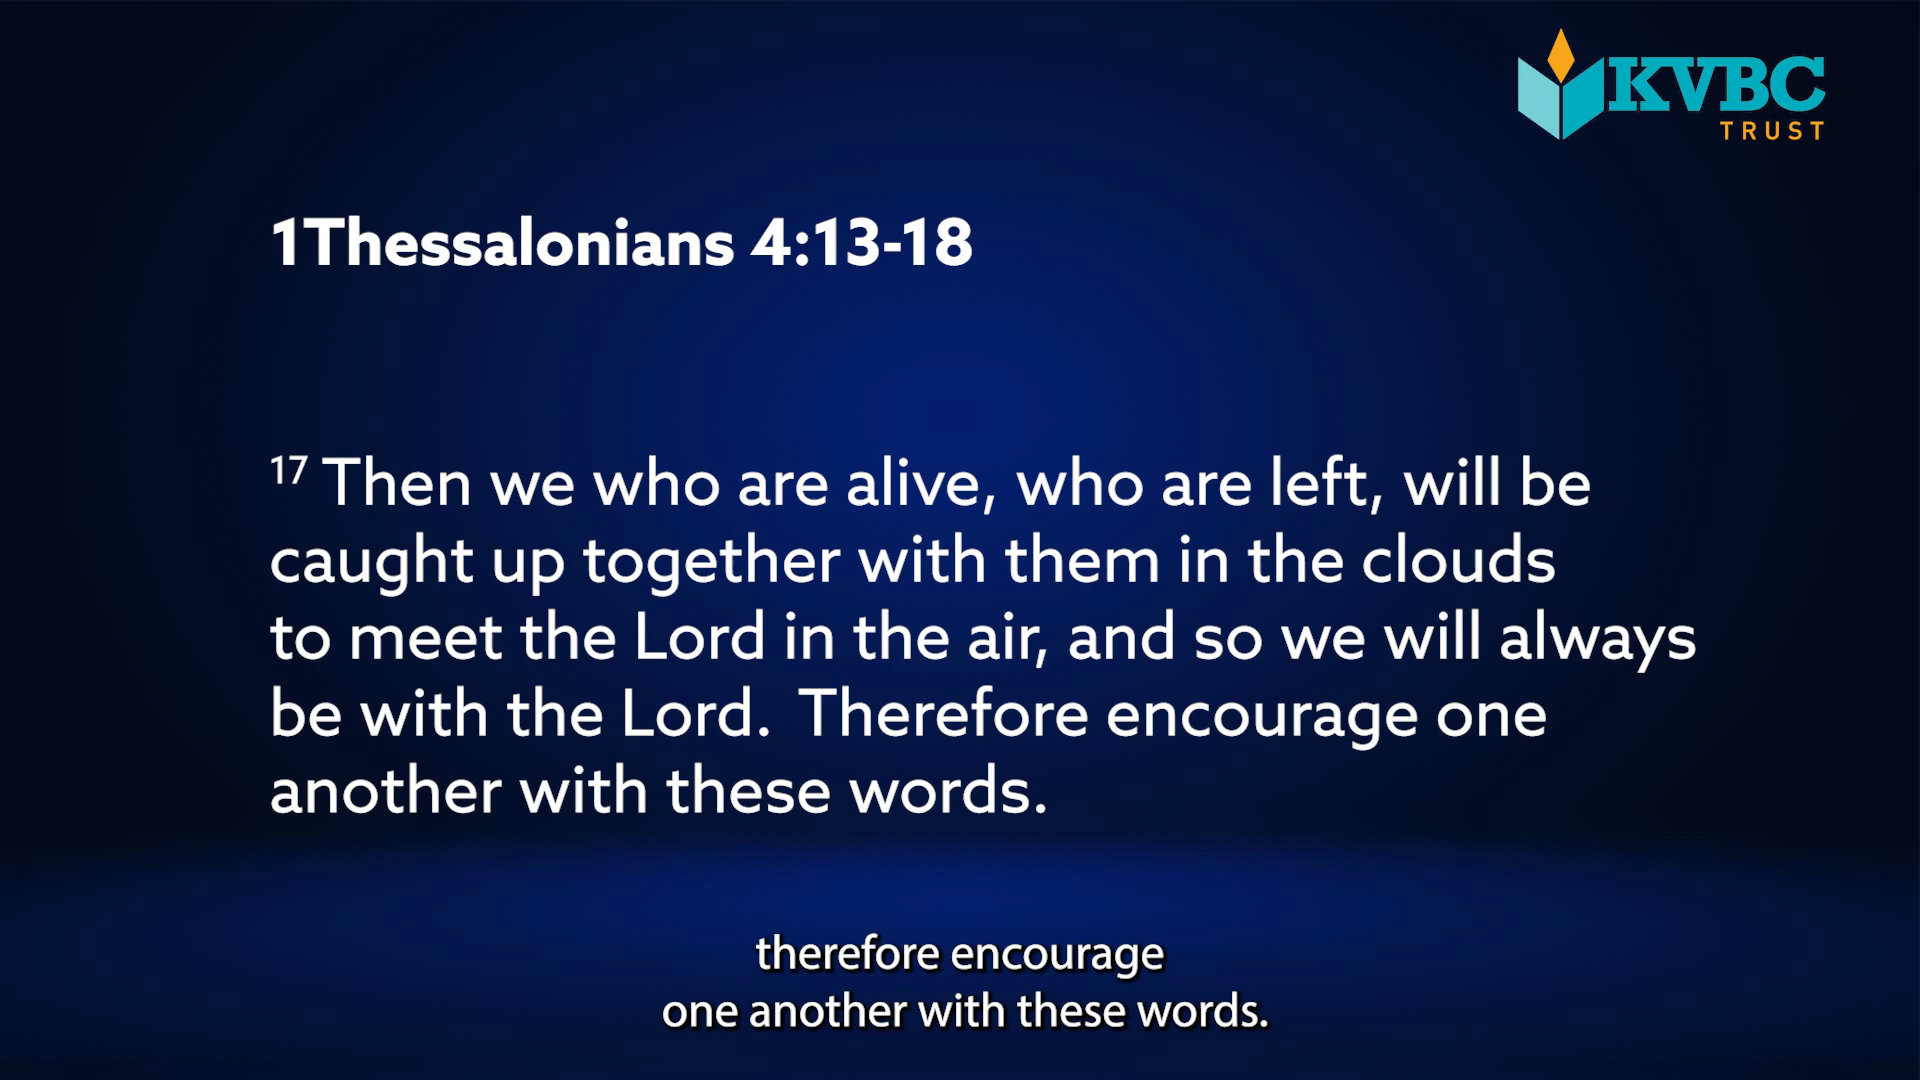 KVBC
TRUST
1Thessalonians 4:13-18
17 Then we who are alive, who are left, will be
caught up together with them in the clouds
to meet the Lord in the air, and so we will always
be with the Lord.  Therefore encourage one
another with these words.
therefore encourage
one another with these words.